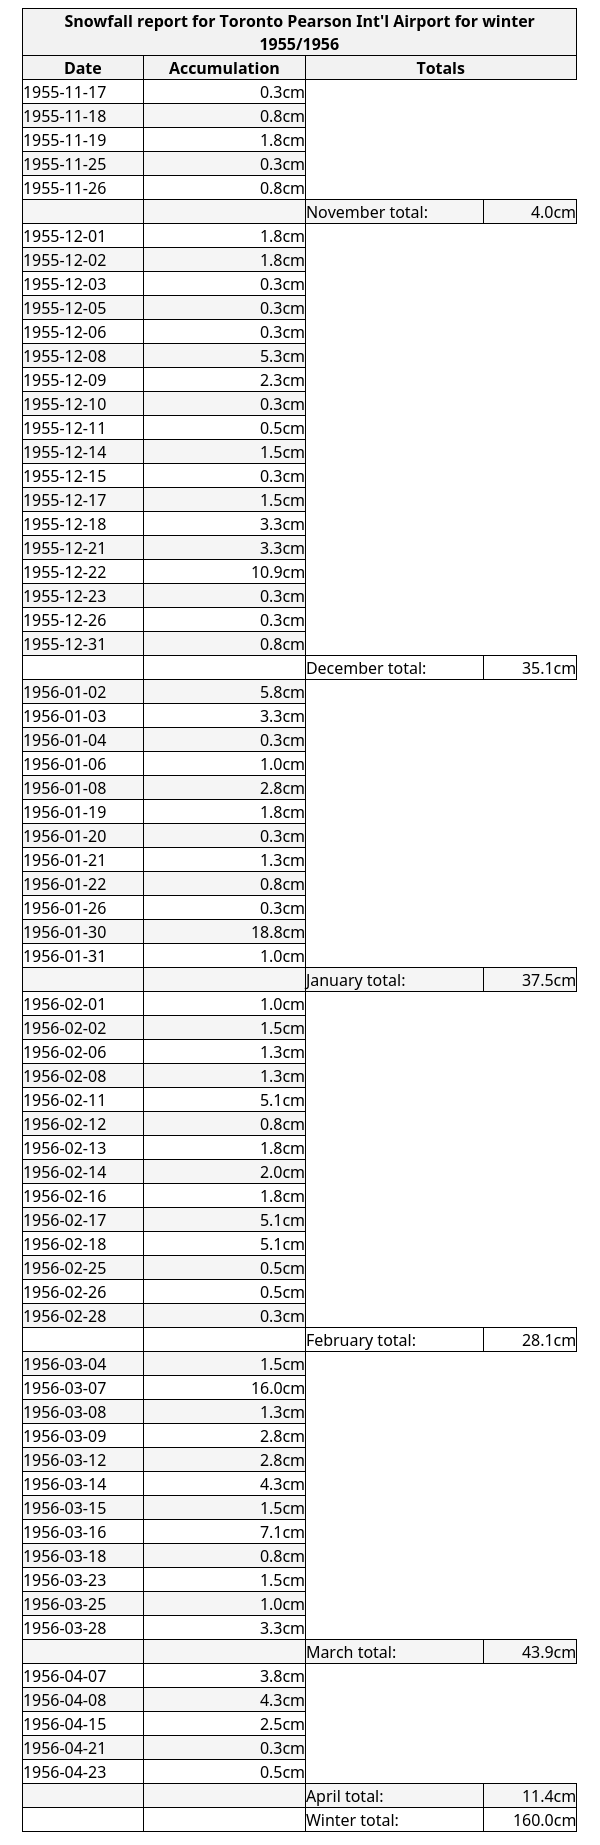 Snowfall report for Toronto Pearson Int'l Airport for winter
1955/1956
Date Accumulation Totals
1955-11-17 0.3cm
1955-11-18 0.8cm
1955-11-19 1.8cm
1955-11-25 0.3cm
1955-11-26 0.8cm
November total: 4.0cm
1955-12-01 1.8cm
1955-12-02 1.8cm
1955-12-03 0.3cm
1955-12-05 0.3cm
1955-12-06 0.3cm
1955-12-08 5.3cm
1955-12-09 2.3cm
1955-12-10 0.3cm
1955-12-11 0.5cm
1955-12-14 1.5cm
1955-12-15 0.3cm
1955-12-17 1.5cm
1955-12-18 3.3cm
1955-12-21 3.3cm
1955-12-22 10.9cm
1955-12-23 0.3cm
1955-12-26 0.3cm
1955-12-31 0.8cm
December total: 35.1cm
1956-01-02 5.8cm
1956-01-03 3.3cm
1956-01-04 0.3cm
1956-01-06 1.0cm
1956-01-08 2.8cm
1956-01-19 1.8cm
1956-01-20 0.3cm
1956-01-21 1.3cm
1956-01-22 0.8cm
1956-01-26 0.3cm
1956-01-30 18.8cm
1956-01-31 1.0cm
January total: 37.5cm
1956-02-01 1.0cm
1956-02-02 1.5cm
1956-02-06 1.3cm
1956-02-08 1.3cm
1956-02-11 5.1cm
1956-02-12 0.8cm
1956-02-13 1.8cm
1956-02-14 2.0cm
1956-02-16 1.8cm
1956-02-17 5.1cm
1956-02-18 5.1cm
1956-02-25 0.5cm
1956-02-26 0.5cm
1956-02-28 0.3cm
February total: 28.1cm
1956-03-04 1.5cm
1956-03-07 16.0cm
1956-03-08 1.3cm
1956-03-09 2.8cm
1956-03-12 2.8cm
1956-03-14 4.3cm
1956-03-15 1.5cm
1956-03-16 7.1cm
1956-03-18 0.8cm
1956-03-23 1.5cm
1956-03-25 1.0cm
1956-03-28 3.3cm
March total: 43.9cm
1956-04-07 3.8cm
1956-04-08 4.3cm
1956-04-15 2.5cm
1956-04-21 0.3cm
1956-04-23 0.5cm
April total: 11.4cm
Winter total: 160.0cm